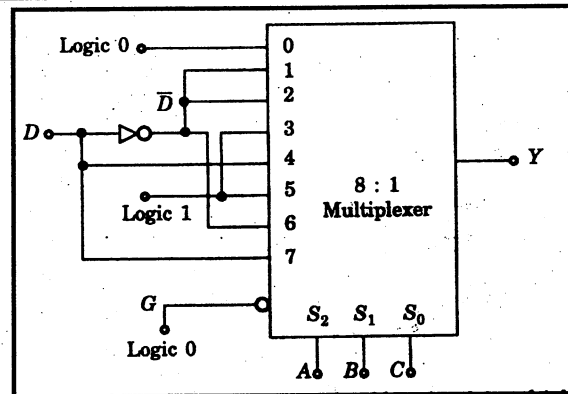 Logic 0
0
1
D̅
2
D
3
4
5
8 : 1
Multiplexer
Y
Logic 1
6
7
G
S₂ S₁ S₀
Logic 0
A B C